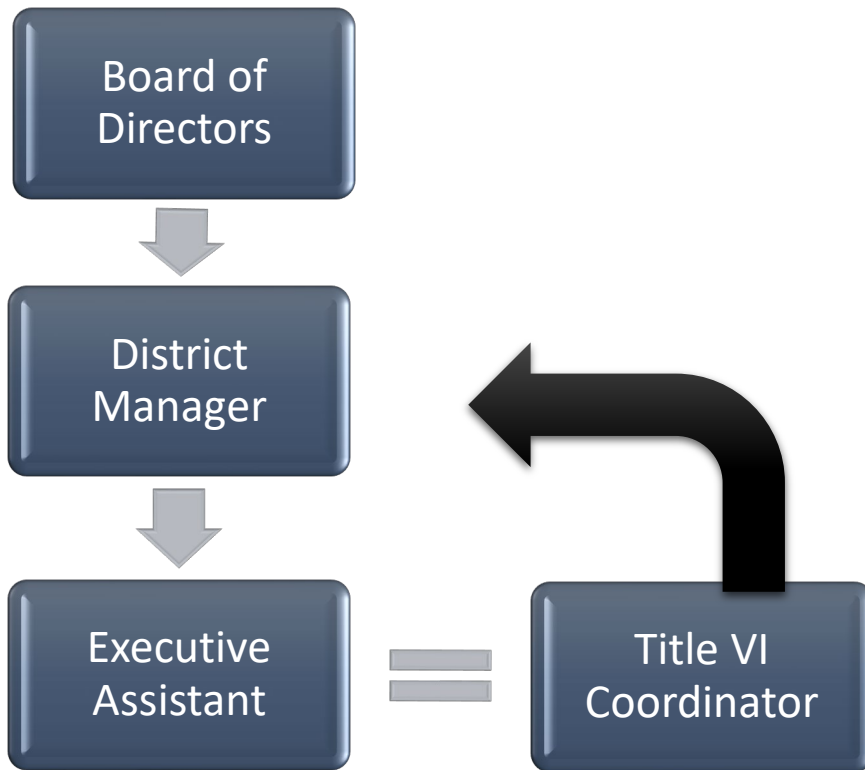 Board of
Directors
District
Manager
Executive
Assistant
Title VI
Coordinator